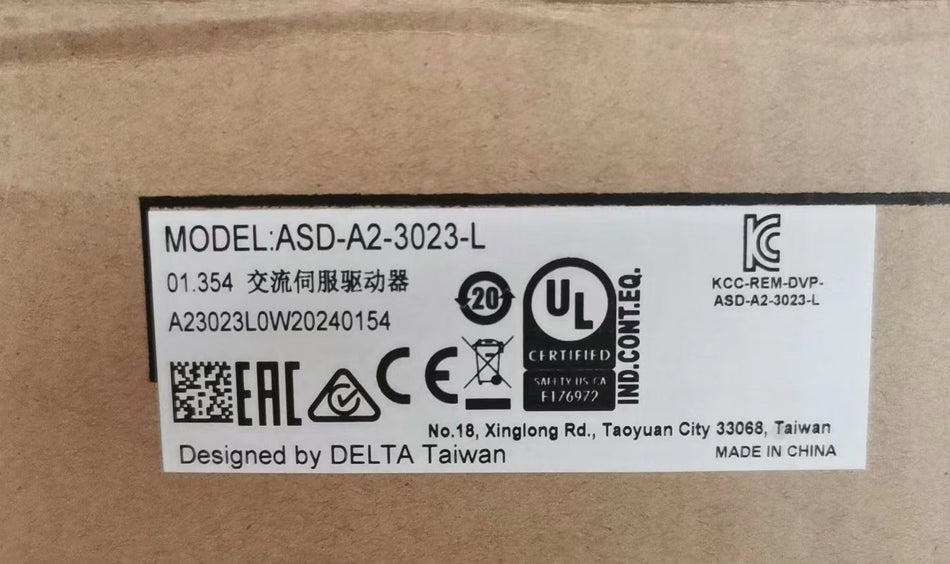 MODEL:ASD-A2-3023-L
01.354 交流伺服驱动器
A23023L0W20240154
20
UL
CERTIFIED
SAFETY US CA
E176972
IND.CONT.EQ.
KC
KCC-REM-DVP-
ASD-A2-3023-L
EAC
CE
No.18, Xinglong Rd., Taoyuan City 33068, Taiwan
Designed by DELTA Taiwan
MADE IN CHINA